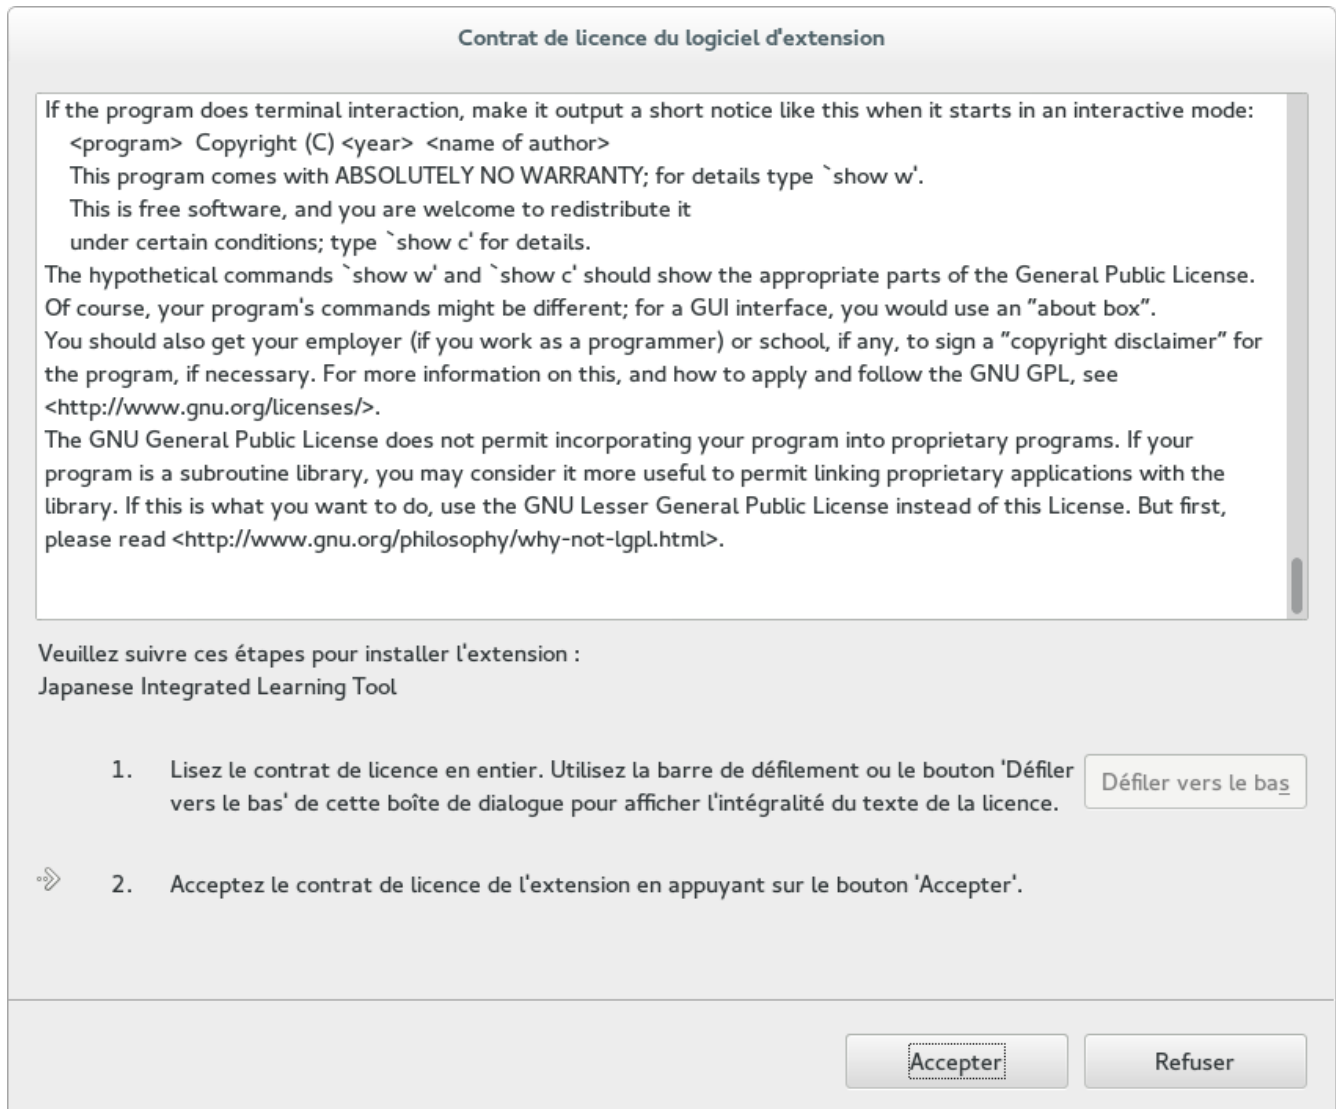 Contrat de licence du logiciel d'extension
If the program does terminal interaction, make it output a short notice like this when it starts in an interactive mode:
<program>  Copyright (C) <year>  <name of author>
This program comes with ABSOLUTELY NO WARRANTY; for details type `show w'.
This is free software, and you are welcome to redistribute it
under certain conditions; type `show c' for details.
The hypothetical commands `show w' and `show c' should show the appropriate parts of the General Public License.
Of course, your program's commands might be different; for a GUI interface, you would use an "about box".
You should also get your employer (if you work as a programmer) or school, if any, to sign a "copyright disclaimer" for
the program, if necessary. For more information on this, and how to apply and follow the GNU GPL, see
<http://www.gnu.org/licenses/>.
The GNU General Public License does not permit incorporating your program into proprietary programs. If your
program is a subroutine library, you may consider it more useful to permit linking proprietary applications with the
library. If this is what you want to do, use the GNU Lesser General Public License instead of this License. But first,
please read <http://www.gnu.org/philosophy/why-not-lgpl.html>.
Veuillez suivre ces étapes pour installer l'extension :
Japanese Integrated Learning Tool
1. Lisez le contrat de licence en entier. Utilisez la barre de défilement ou le bouton 'Défiler
vers le bas' de cette boîte de dialogue pour afficher l'intégralité du texte de la licence.
Défiler vers le bas
2. Acceptez le contrat de licence de l'extension en appuyant sur le bouton 'Accepter'.
Accepter
Refuser